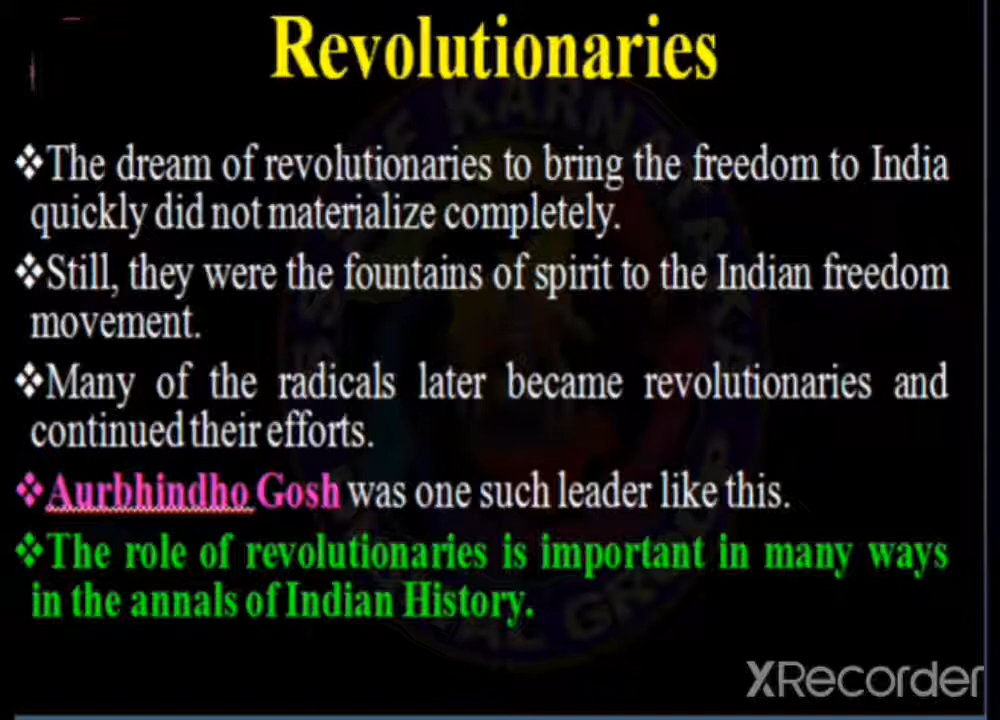 Revolutionaries
❖The dream of revolutionaries to bring the freedom to India
quickly did not materialize completely.
❖Still, they were the fountains of spirit to the Indian freedom
movement.
❖Many of the radicals later became revolutionaries and
continued their efforts.
❖Aurbhindho Gosh was one such leader like this.
❖The role of revolutionaries is important in many ways
in the annals of Indian History.
XRecorder